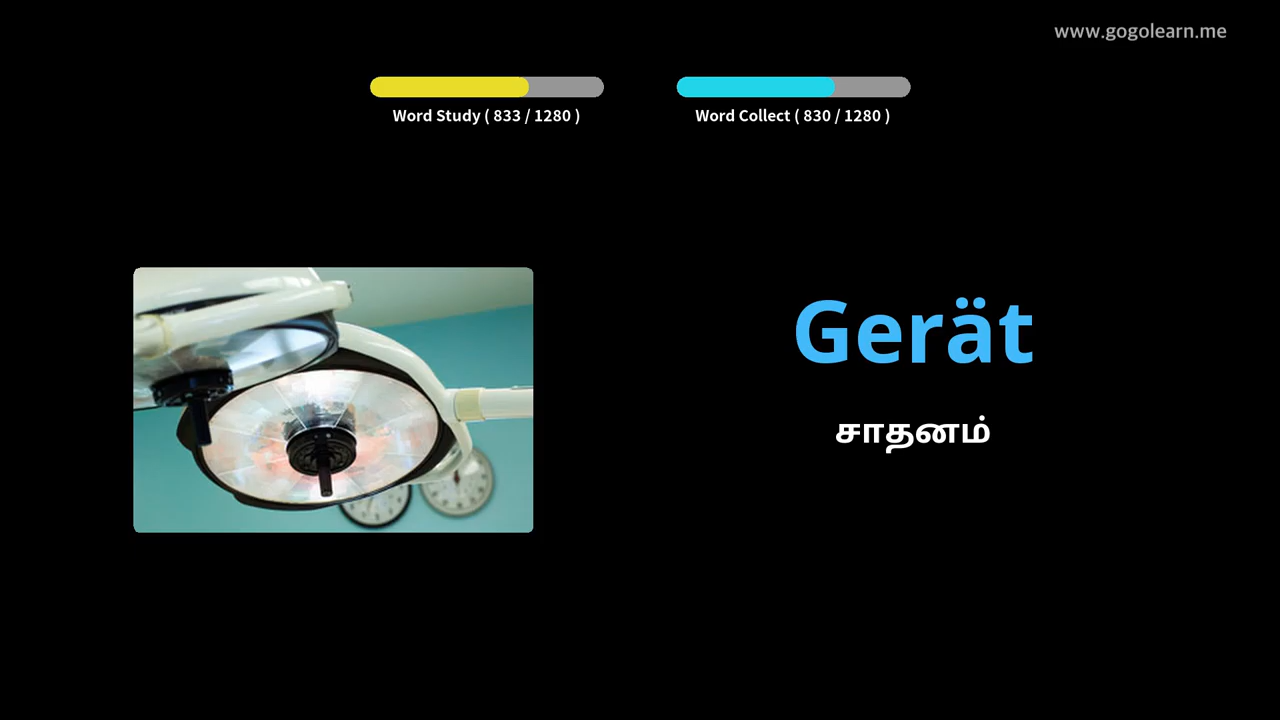 www.gogolearn.me
Word Study ( 833 / 1280 )
Word Collect ( 830 / 1280 )
Gerät
சாதனம்